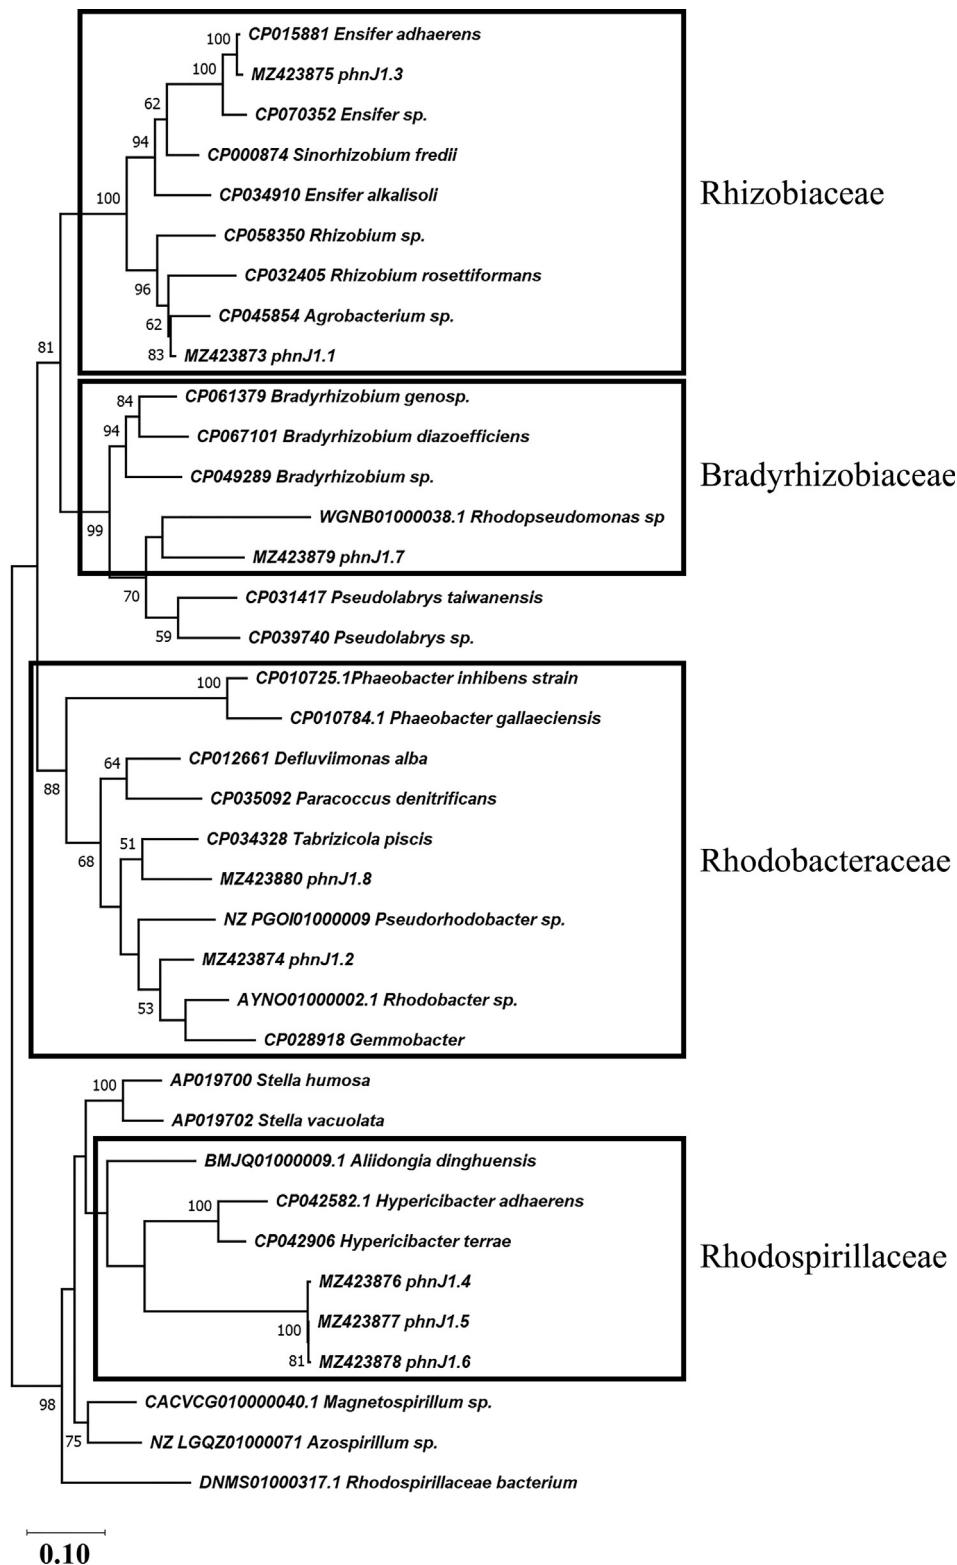 100
CP015881 Ensifer adhaerens
100
MZ423875 phnJ1.3
62
CP070352 Ensifer sp.
94
CP000874 Sinorhizobium fredii
100
CP034910 Ensifer alkalisoli
Rhizobiaceae
CP058350 Rhizobium sp.
96
CP032405 Rhizobium rosettiformans
62
CP045854 Agrobacterium sp.
83
MZ423873 phnJ1.1
81
84
CP061379 Bradyrhizobium genosp.
94
CP067101 Bradyrhizobium diazoefficiens
CP049289 Bradyrhizobium sp.
Bradyrhizobiaceae
99
WGNB01000038.1 Rhodopseudomonas sp
MZ423879 phnJ1.7
70
CP031417 Pseudolabrys taiwanensis
59
CP039740 Pseudolabrys sp.
100
CP010725.1Phaeobacter inhibens strain
CP010784.1 Phaeobacter gallaeciensis
88
64
CP012661 Defluviimonas alba
CP035092 Paracoccus denitrificans
68
51
CP034328 Tabrizicola piscis
Rhodobacteraceae
MZ423880 phnJ1.8
NZ PGOI01000009 Pseudorhodobacter sp.
MZ423874 phnJ1.2
53
AYNO01000002.1 Rhodobacter sp.
CP028918 Gemmobacter
100
AP019700 Stella humosa
AP019702 Stella vacuolata
BMJQ01000009.1 Aliidongia dinghuensis
100
CP042582.1 Hypericibacter adhaerens
CP042906 Hypericibacter terrae
Rhodospirillaceae
MZ423876 phnJ1.4
100
MZ423877 phnJ1.5
81
MZ423878 phnJ1.6
98
CACVCG010000040.1 Magnetospirillum sp.
75
NZ LGQZ01000071 Azospirillum sp.
DNMS01000317.1 Rhodospirillaceae bacterium
0.10